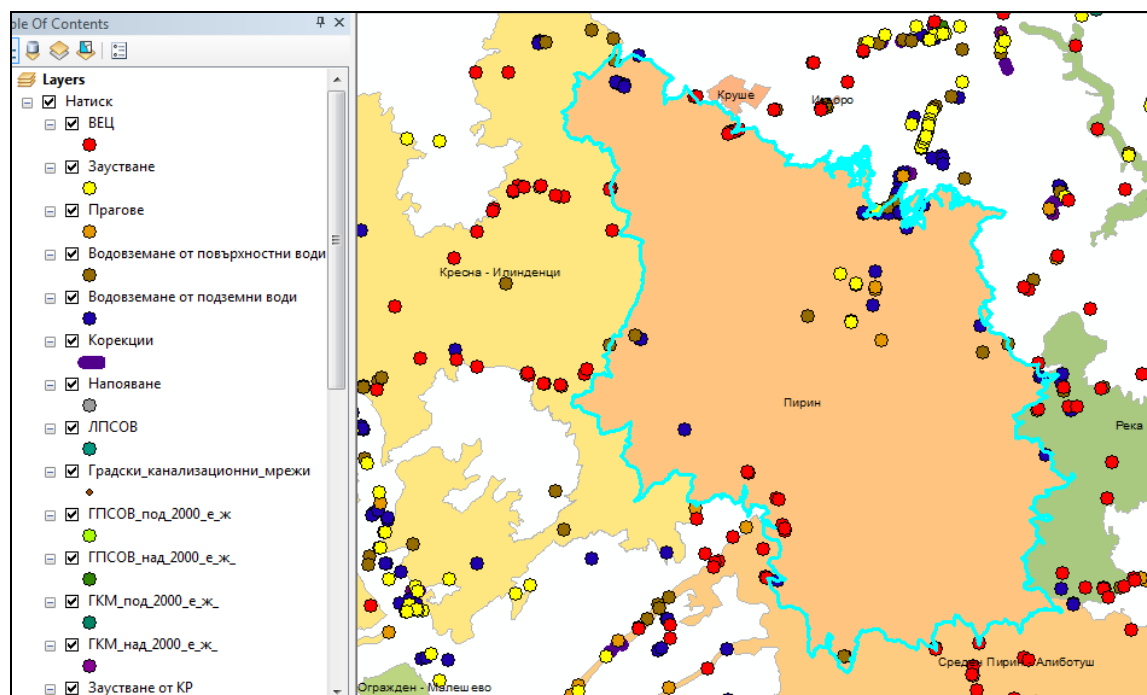 ble Of Contents
Layers
Натиск
ВЕЦ
Заустване
Прагове
Водовземане от повърхностни води
Водовземане от подземни води
Корекции
Напояване
ЛПСОВ
Градски_канализационни_мрежи
ГПСОВ_под_2000_е_ж
ГПСОВ_над_2000_е_ж_
ГКМ_под_2000_е_ж_
ГКМ_над_2000_е_ж_
Заустване от КР
Круше
Кресна - Илинденци
Пирин
Река
Среден Пирин
Алиботуш
Огражден - Малешево